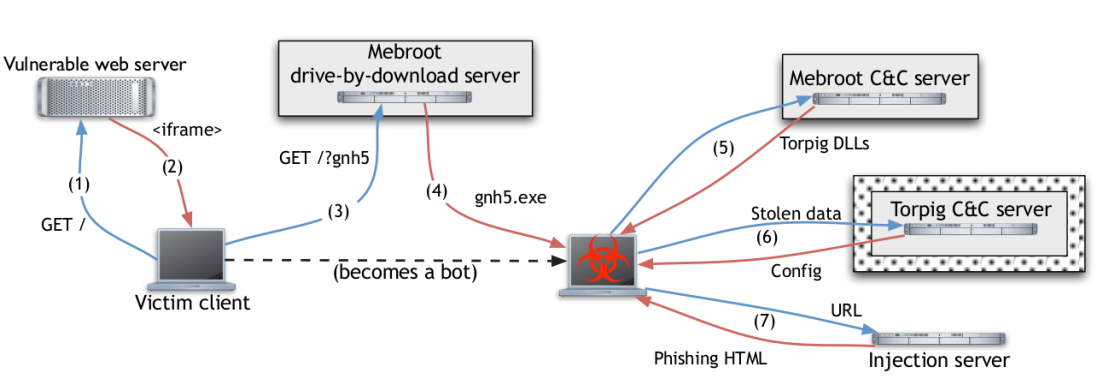 Vulnerable web server
<iframe>
(1)
(2)
GET /
Victim client
Mebroot
drive-by-download server
GET /?gnh5
(3)
(4)
gnh5.exe
(becomes a bot)
Mebroot C&C server
(5)
Torpig DLLs
Torpig C&C server
Stolen data
(6)
Config
URL
(7)
Phishing HTML
Injection server